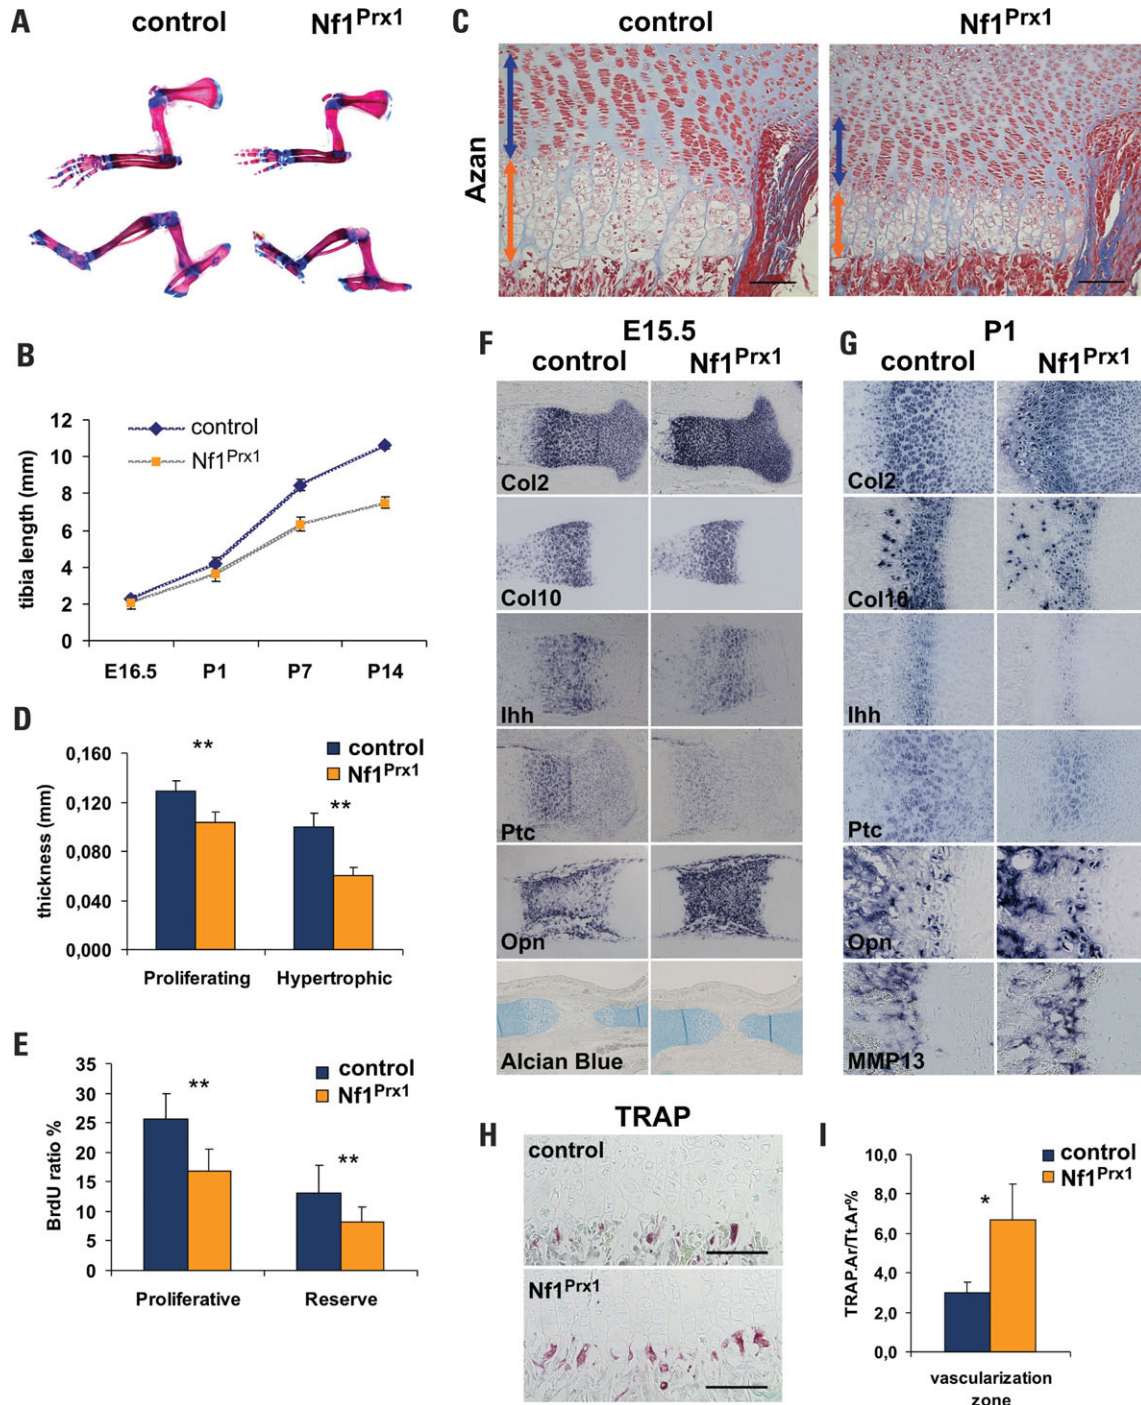 A
control
Nf1Prx1
B
tibia length (mm)
12
10
8
6
4
2
0
control
Nf1Prx1
E16.5 P1 P7 P14
C
control
Nf1Prx1
Azan
D
thickness (mm)
0,160
0,120
0,080
0,040
0,000
**
**
control
Nf1Prx1
Proliferating Hypertrophic
E
BrdU ratio %
35
30
25
20
15
10
5
0
**
**
control
Nf1Prx1
Proliferative Reserve
F
E15.5
control Nf1Prx1
Col2
Col10
Ihh
Ptc
Opn
Alcian Blue
G
P1
control Nf1Prx1
Col2
Col10
Ihh
Ptc
Opn
MMP13
H
TRAP
control
Nf1Prx1
I
TRAP.Ar/Tt.Ar%
10,0
8,0
6,0
4,0
2,0
0,0
*
control
Nf1Prx1
vascularization
zone